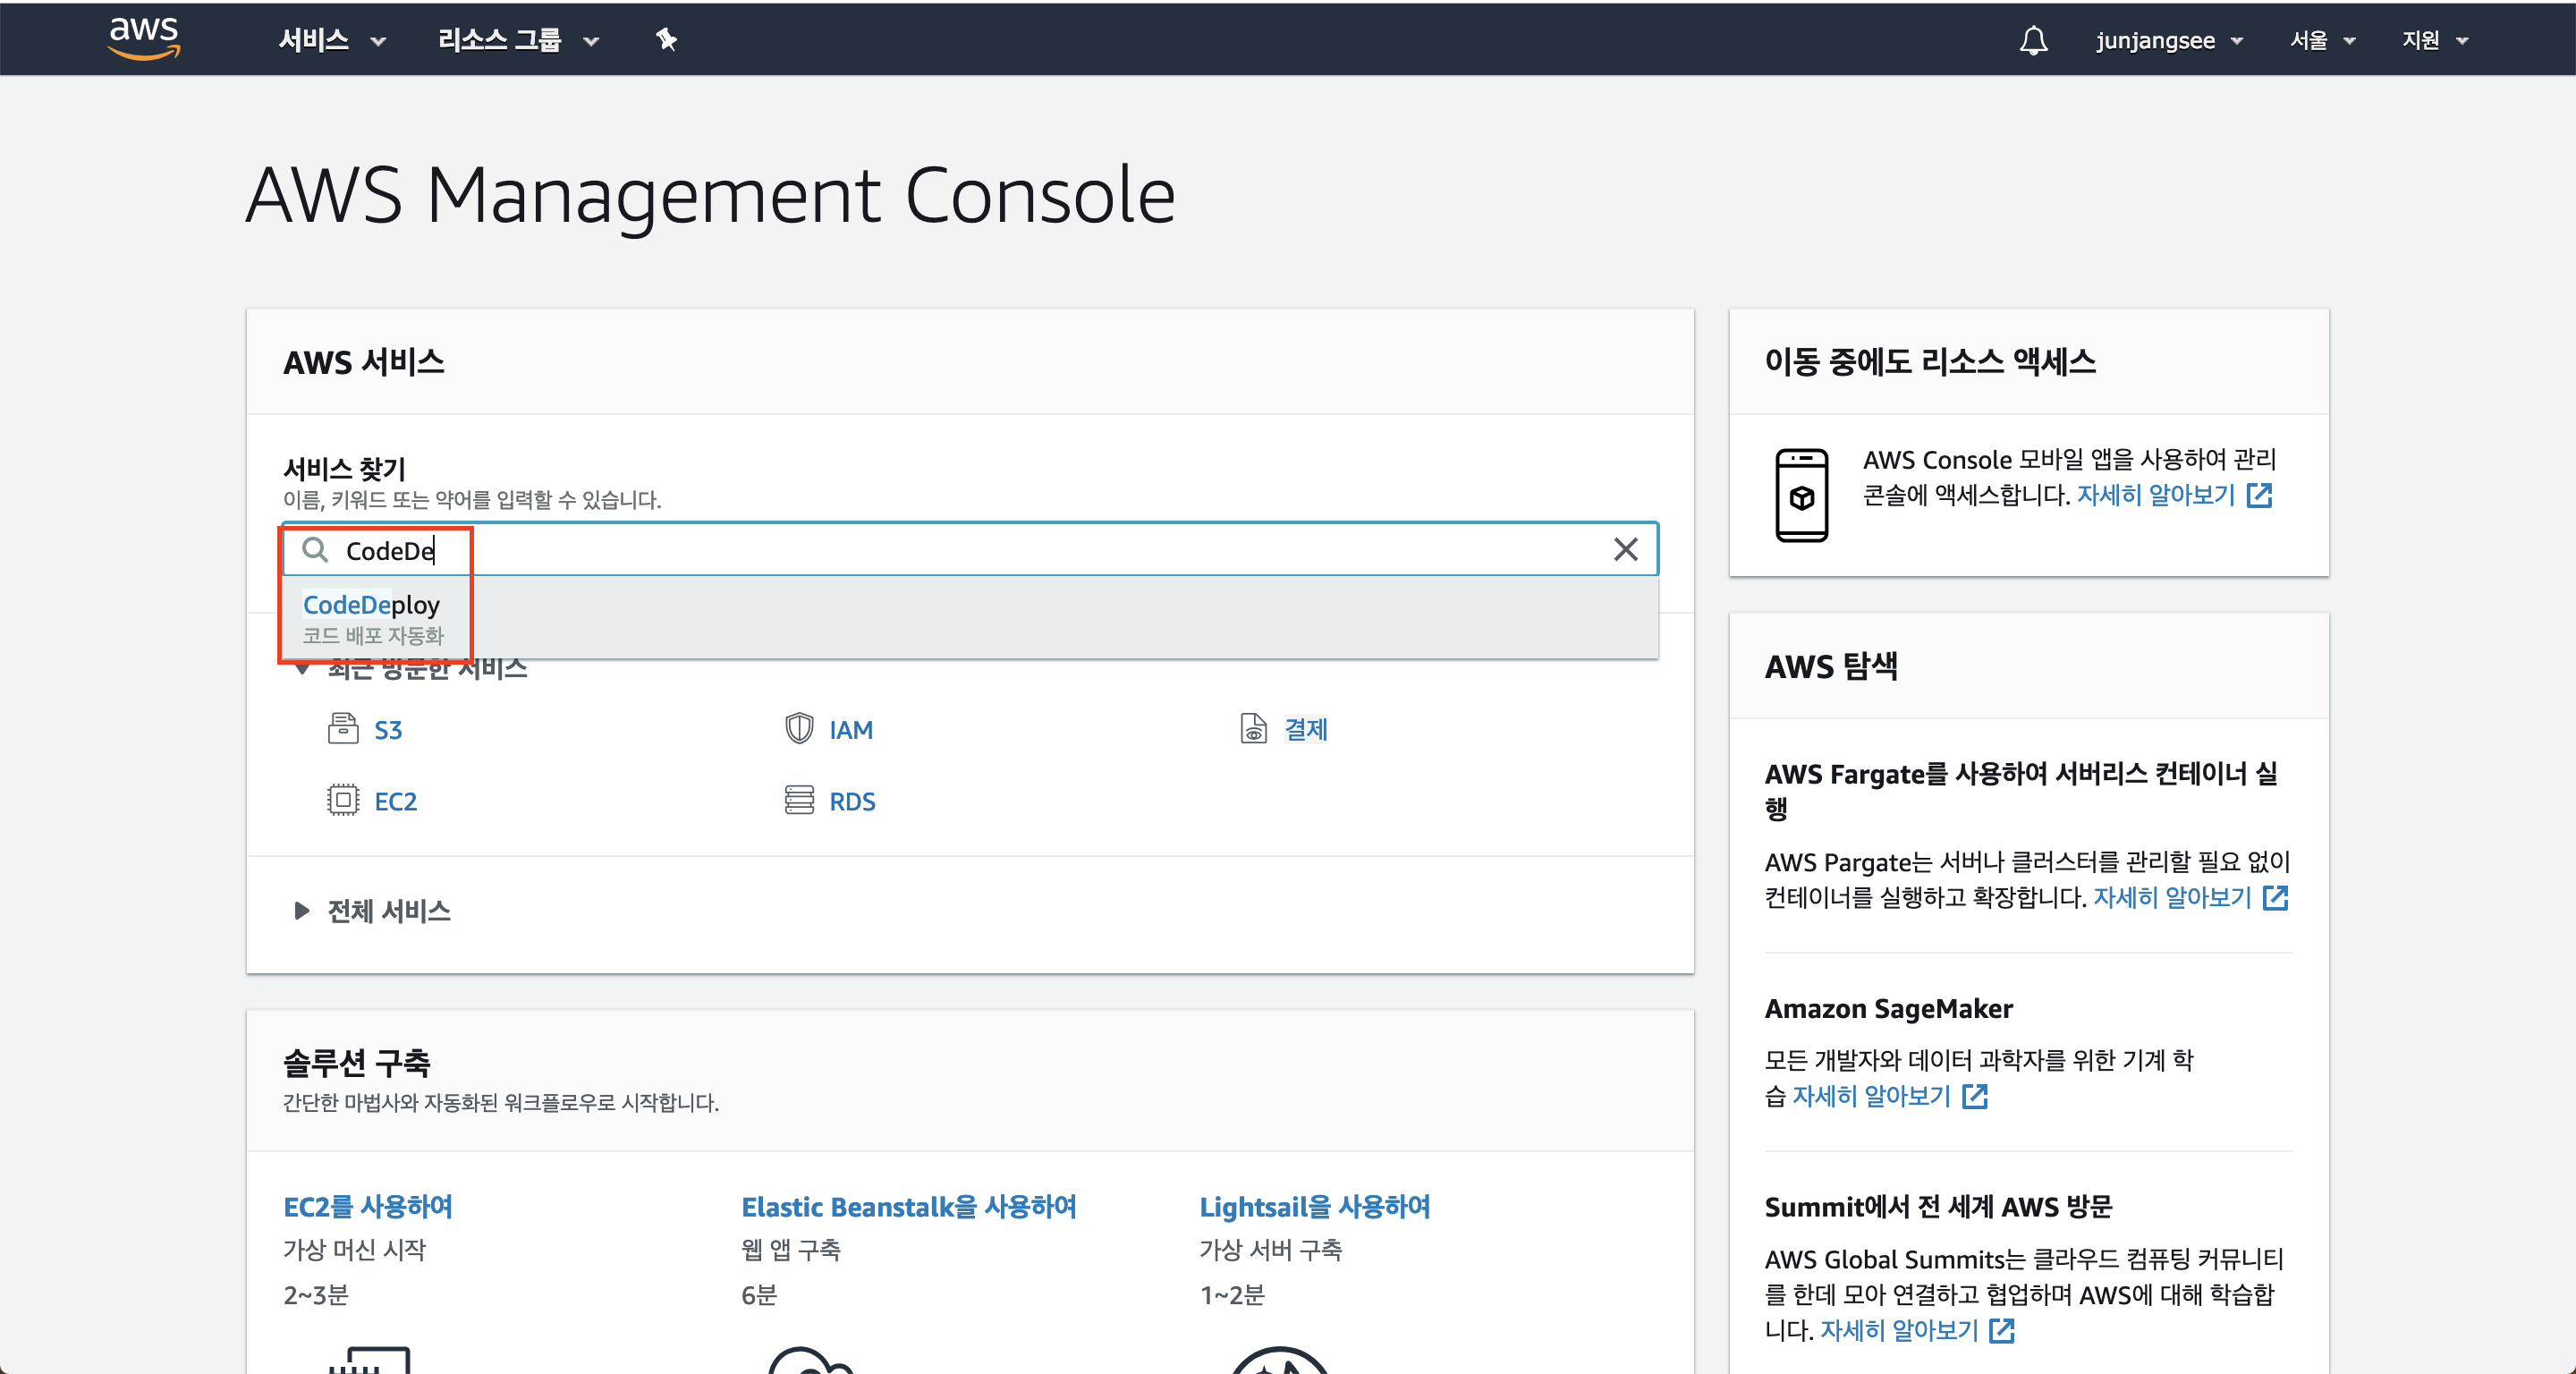 aws
서비스
리소스 그룹
junjangsee
서울
지원
AWS Management Console
AWS 서비스
서비스 찾기
이름, 키워드 또는 약어를 입력할 수 있습니다.
CodeDe
CodeDeploy
코드 배포 자동화
최근 방문한 서비스
S3
IAM
결제
EC2
RDS
전체 서비스
솔루션 구축
간단한 마법사와 자동화된 워크플로우로 시작합니다.
EC2를 사용하여
가상 머신 시작
2~3분
Elastic Beanstalk을 사용하여
웹 앱 구축
6분
Lightsail을 사용하여
가상 서버 구축
1~2분
이동 중에도 리소스 액세스
AWS Console 모바일 앱을 사용하여 관리
콘솔에 액세스합니다. 자세히 알아보기
AWS 탐색
AWS Fargate를 사용하여 서버리스 컨테이너 실
행
AWS Pargate는 서버나 클러스터를 관리할 필요 없이
컨테이너를 실행하고 확장합니다. 자세히 알아보기
Amazon SageMaker
모든 개발자와 데이터 과학자를 위한 기계 학
습 자세히 알아보기
Summit에서 전 세계 AWS 방문
AWS Global Summits는 클라우드 컴퓨팅 커뮤니티
를 한데 모아 연결하고 협업하며 AWS에 대해 학습합
니다. 자세히 알아보기